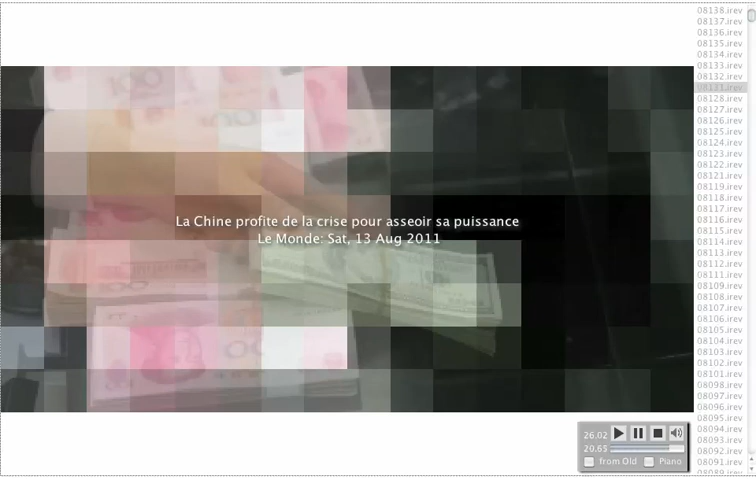 La Chine profite de la crise pour asseoir sa puissance
Le Monde: Sat, 13 Aug 2011
26.02
20.65
from Old
Piano
08138.irev
08137.irev
08136.irev
08135.irev
08134.irev
08133.irev
08132.irev
08131.irev
08128.irev
08127.irev
08126.irev
08125.irev
08124.irev
08123.irev
08122.irev
08121.irev
08119.irev
08118.irev
08117.irev
08116.irev
08115.irev
08114.irev
08113.irev
08112.irev
08111.irev
08109.irev
08108.irev
08107.irev
08106.irev
08105.irev
08104.irev
08103.irev
08102.irev
08101.irev
08098.irev
08097.irev
08096.irev
08095.irev
08094.irev
08093.irev
08092.irev
08091.irev
08089.irev